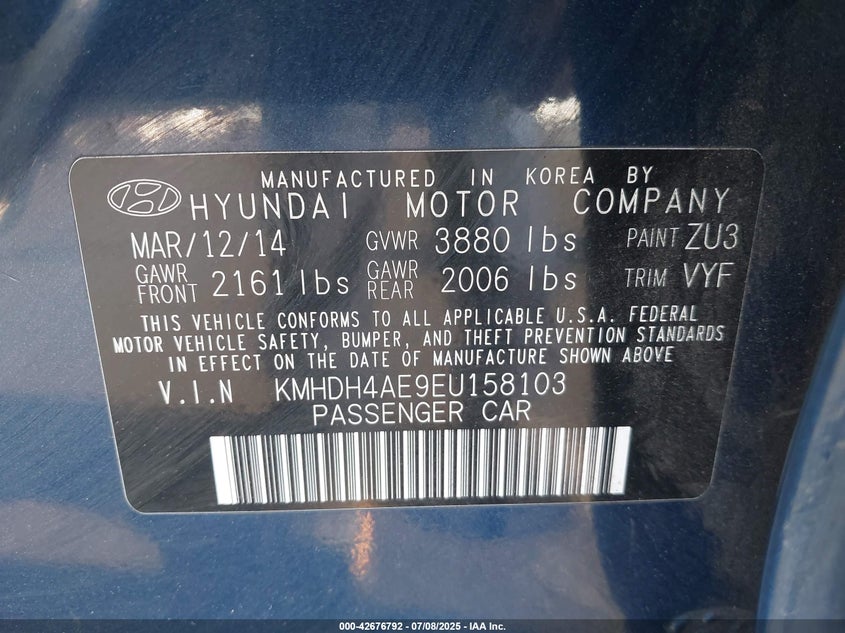 MANUFACTURED IN KOREA BY
HYUNDAI MOTOR COMPANY
MAR/12/14 GVWR 3880 lbs PAINT ZU3
GAWR FRONT 2161 lbs GAWR REAR 2006 lbs TRIM VYF
THIS VEHICLE CONFORMS TO ALL APPLICABLE U.S.A. FEDERAL
MOTOR VEHICLE SAFETY, BUMPER, AND THEFT PREVENTION STANDARDS
IN EFFECT ON THE DATE OF MANUFACTURE SHOWN ABOVE
V.I.N KMHDH4AE9EU158103
PASSENGER CAR
000-42676792 - 07/08/2025 - IAA Inc.